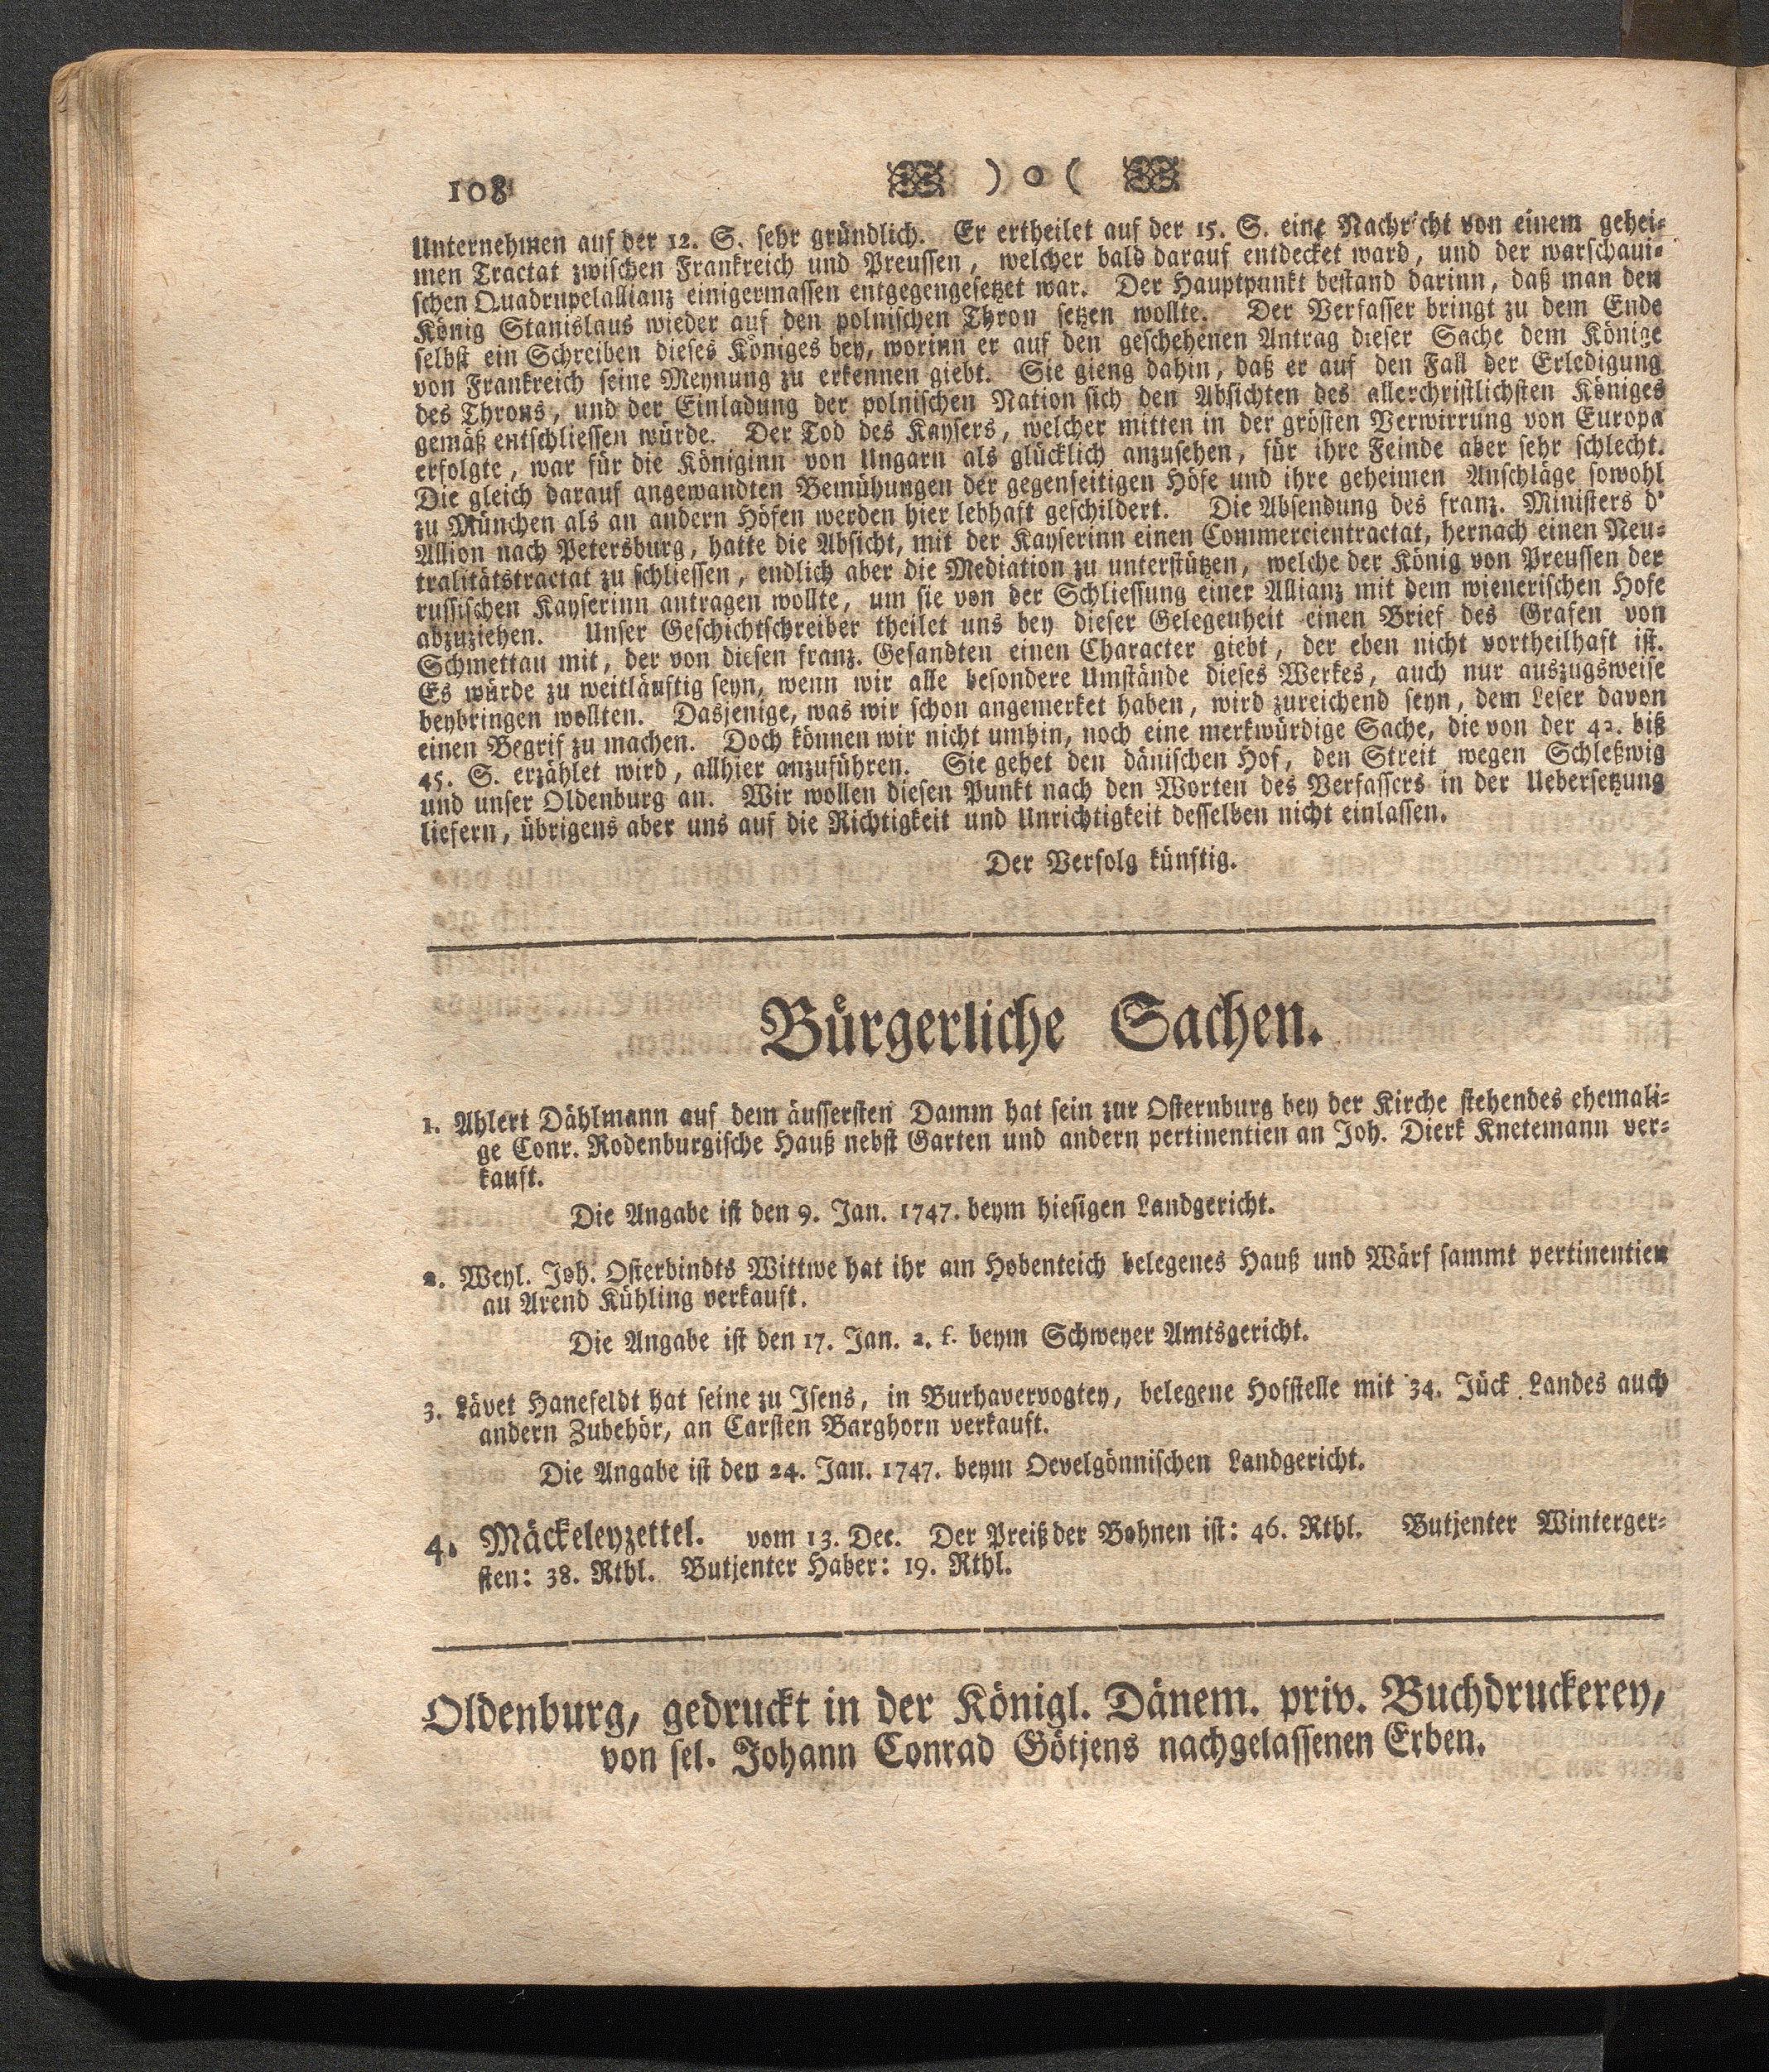 108 ) o (
Unternehmen auf der 12. S. sehr gründlich. Er ertheilet auf der 15. S. eine Nachricht von einem gehei-
men Tractat zwischen Frankreich und Preussen, welcher bald darauf entdecket ward, und der warschaui-
schen Quadrupelallianz einigermassen entgegengesetzet war. Der Hauptpunkt bestand darinn, daß man den
König Stanislaus wieder auf den polnischen Thron setzen wollte. Der Verfasser bringt zu dem Ende
selbst ein Schreiben dieses Königes bey, worinn er auf den geschehenen Antrag dieser Sache dem Könige
von Frankreich seine Meynung zu erkennen giebt. Sie gieng dahin, daß er auf den Fall der Erledigung
des Throns, und der Einladung der polnischen Nation sich den Absichten des allerchristlichsten Königes
gemäß entschliessen würde. Der Tod des Kaysers, welcher mitten in der grösten Verwirrung von Europa
erfolgte, war für die Königinn von Ungarn als glücklich anzusehen, für ihre Feinde aber sehr schlecht.
Die gleich darauf angewandten Bemühungen der gegenseitigen Höfe und ihre geheimen Anschläge sowohl
zu München als an andern Höfen werden hier lebhaft geschildert. Die Absendung des franz. Ministers d'
Allion nach Petersburg, hatte die Absicht, mit der Kayserinn einen Commercientractat, hernach einen Neu-
tralitätstractat zu schliessen, endlich aber die Mediation zu unterstützen, welche der König von Preussen der
russischen Kayserinn antragen wollte, um sie von der Schliessung einer Allianz mit dem wienerischen Hofe
abzuziehen. Unser Geschichtschreiber theilet uns bey dieser Gelegenheit einen Brief des Grafen von
Schmettau mit, der von diesen franz. Gesandten einen Character giebt, der eben nicht vortheilhaft ist.
Es würde zu weitläuftig seyn, wenn wir alle besondere Umstände dieses Werkes, auch nur auszugsweise
beybringen wollten. Dasjenige, was wir schon angemerket haben, wird zureichend seyn, dem Leser davon
einen Begrif zu machen. Doch können wir nicht umhin, noch eine merkwürdige Sache, die von der 42. biß
45. S. erzählet wird, allhier anzuführen. Sie gehet den dänischen Hof, den Streit wegen Schleßwig
und unser Oldenburg an. Wir wollen diesen Punkt nach den Worten des Verfassers in der Uebersetzung
liefern, übrigens aber uns auf die Richtigkeit und Unrichtigkeit desselben nicht einlassen.
Der Verfolg künftig.
Bürgerliche Sachen.
1. Ahlert Dählmann auf dem äussersten Damm hat sein zur Osternburg bey der Kirche stehendes ehemali-
ge Conr. Rodenburgische Hauß nebst Garten und andern pertinentien an Joh. Dierk Knetemann ver-
kauft.
Die Angabe ist den 9. Jan. 1747. beym hiesigen Landgericht.
2. Weyl. Joh. Osterbindts Wittwe hat ihr am Hobenteich belegenes Hauß und Wärf sammt pertinentien
an Arend Kühling verkauft.
Die Angabe ist den 17. Jan. a. f. beym Schweyer Amtsgericht.
3. Lävet Hanefeldt hat seine zu Isens, in Burhavervogtey, belegene Hofstelle mit 34. Jück Landes auch
andern Zubehör, an Carsten Barghorn verkauft.
Die Angabe ist den 24. Jan. 1747. beym Oevelgönnischen Landgericht.
4. Mäckeleyzettel. vom 13. Dec. Der Preiß der Bohnen ist: 46. Rthl. Butjenter Winterger-
sten: 38. Rthl. Butjenter Haber: 19. Rthl.
Oldenburg, gedruckt in der Königl. Dänem. priv. Buchdruckerey,
von sel. Johann Conrad Götjens nachgelassenen Erben.